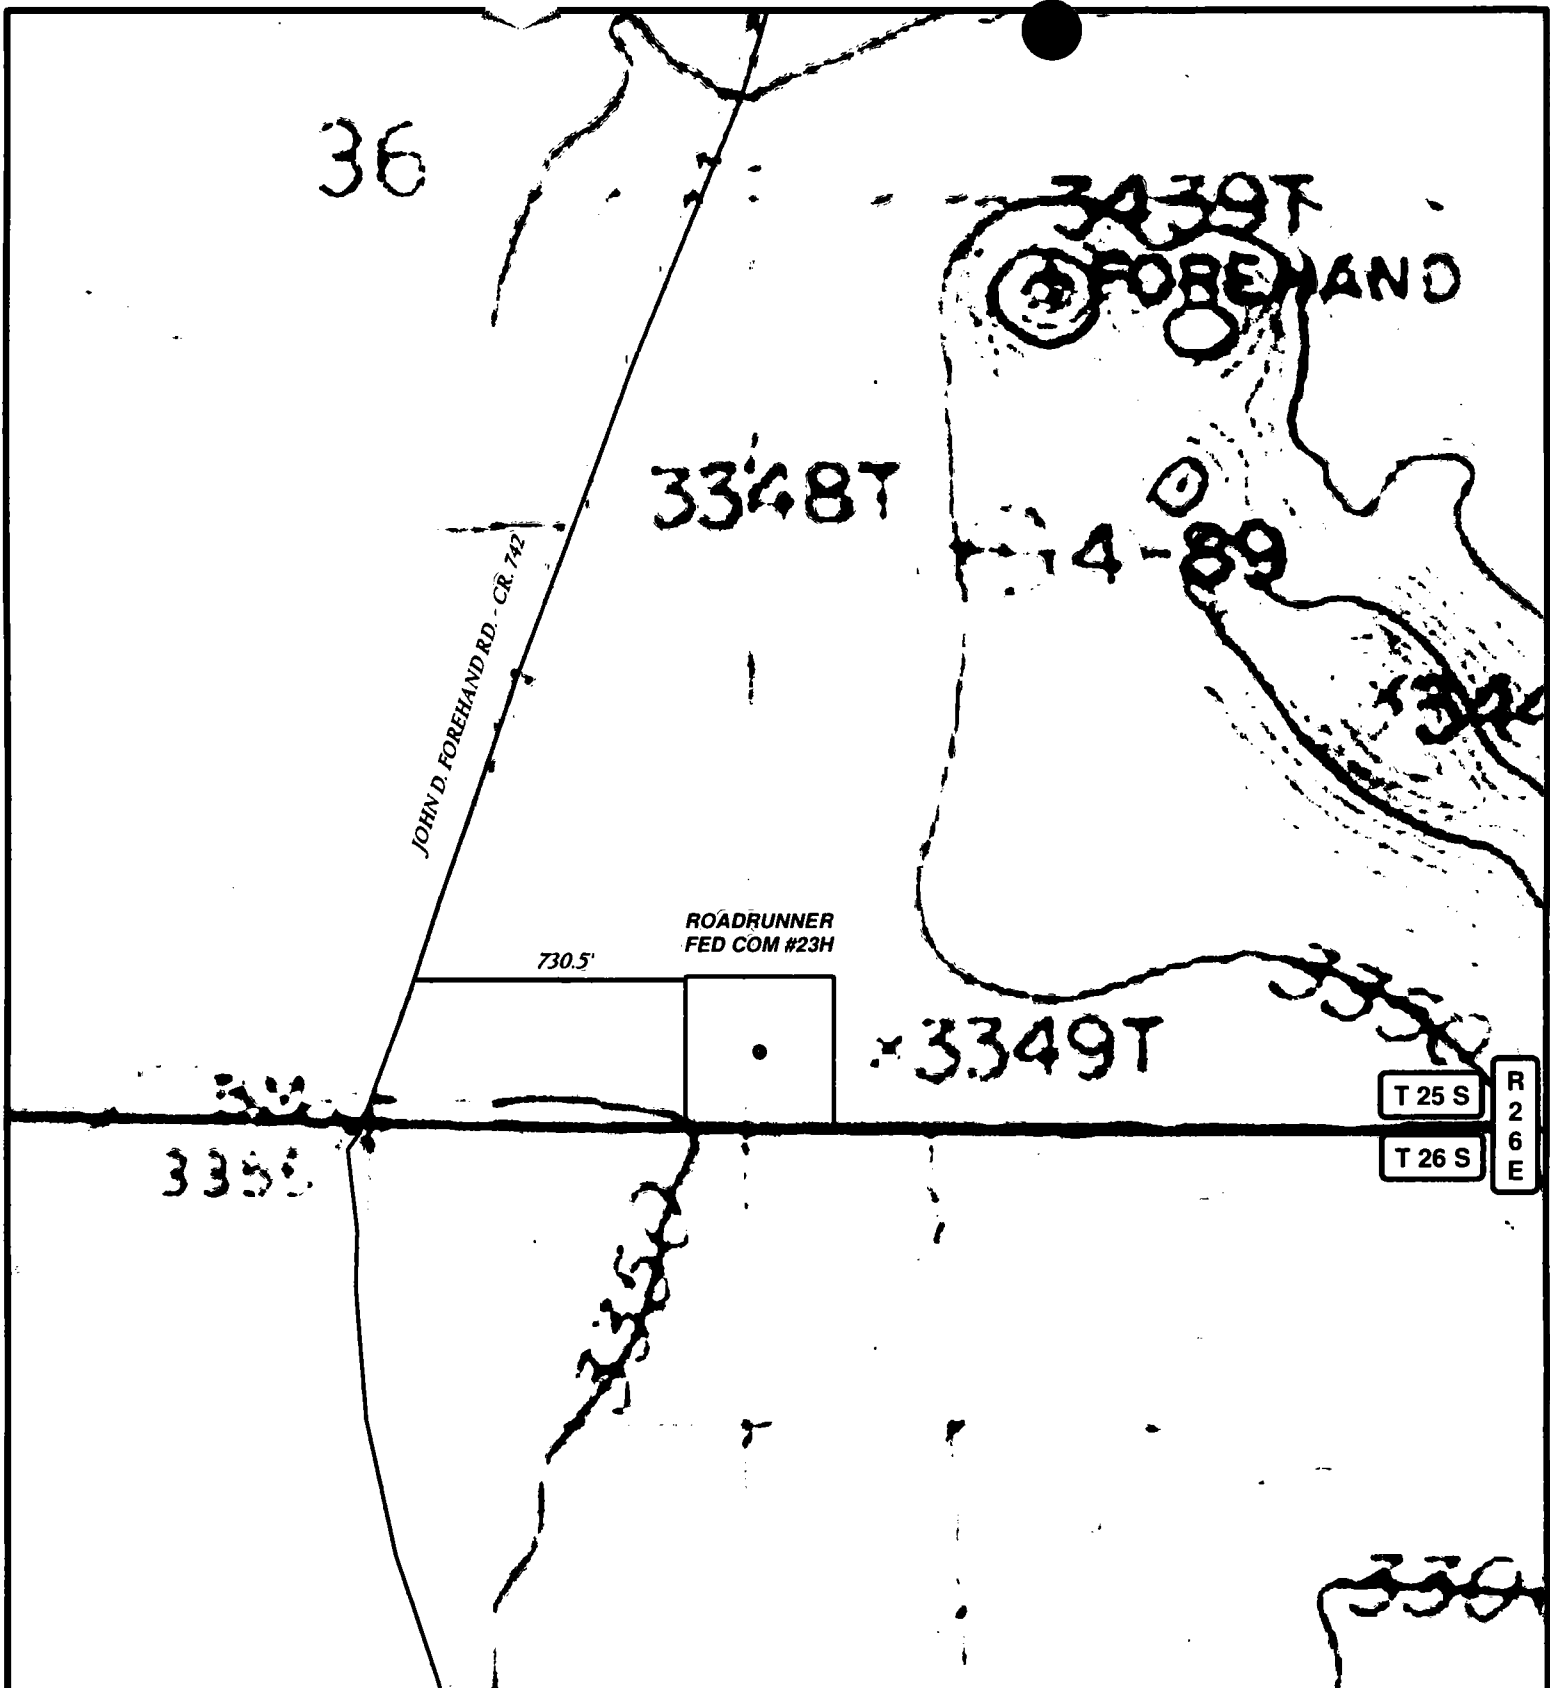 36
3439T
FOREHAND
3348T
4-89
JOHN D. FOREHAND RD. - CR. 742
ROADRUNNER
FED COM #23H
730.5'
3349T
3350
T 25 S
R
2
6
E
T 26 S